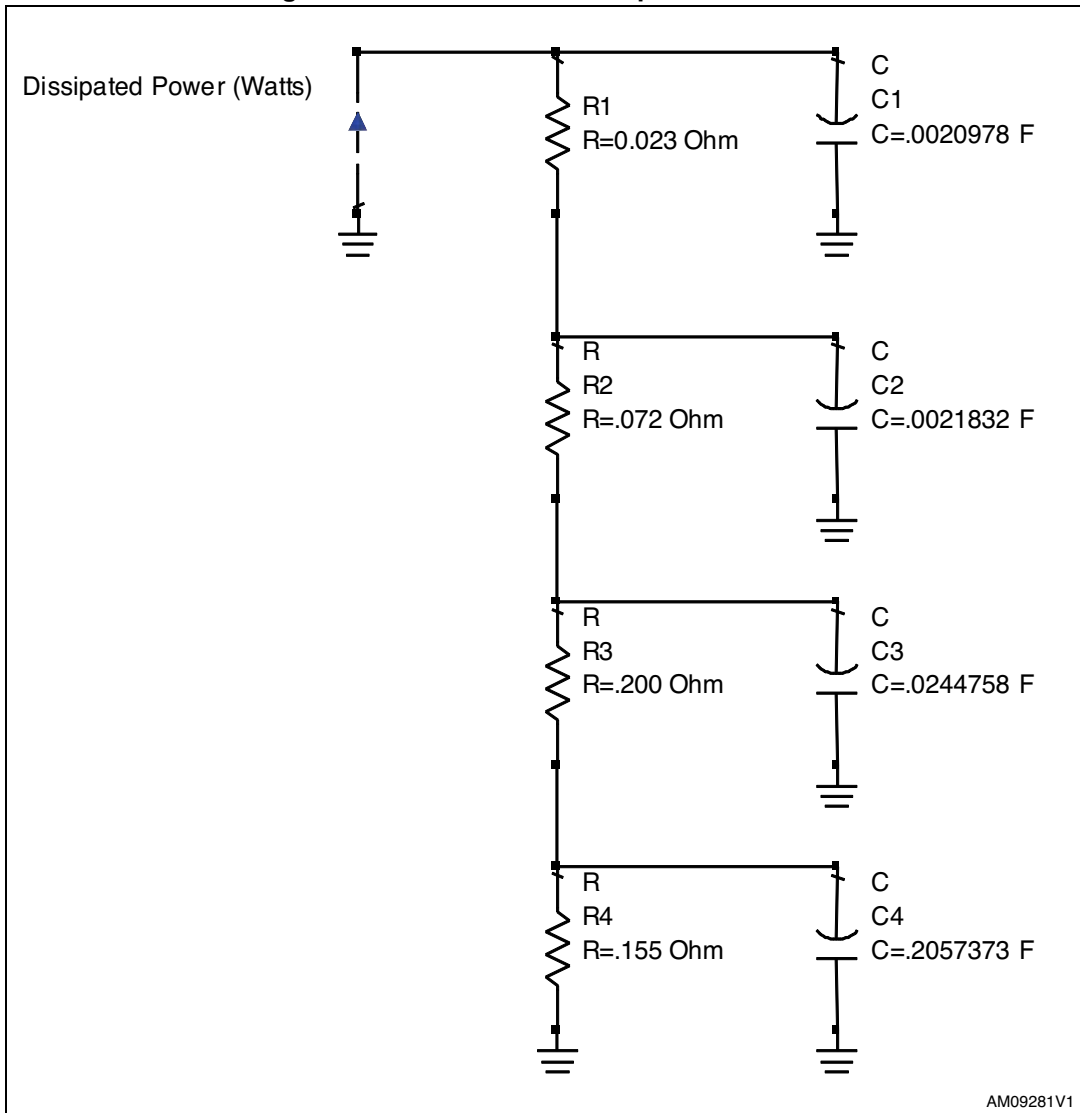 Dissipated Power (Watts)
R1
R=0.023 Ohm
C
C1
C=.0020978 F
R
R2
R=.072 Ohm
C
C2
C=.0021832 F
R
R3
R=.200 Ohm
C
C3
C=.0244758 F
R
R4
R=.155 Ohm
C
C4
C=.2057373 F
AM09281V1